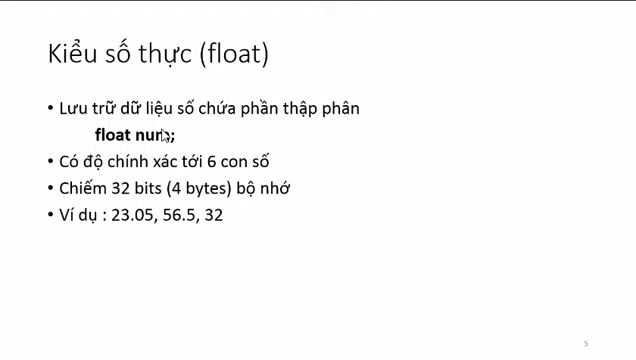 Kiểu số thực (float)
• Lưu trữ dữ liệu số chứa phần thập phân
float num;
• Có độ chính xác tới 6 con số
• Chiếm 32 bits (4 bytes) bộ nhớ
• Ví dụ : 23.05, 56.5, 32
5